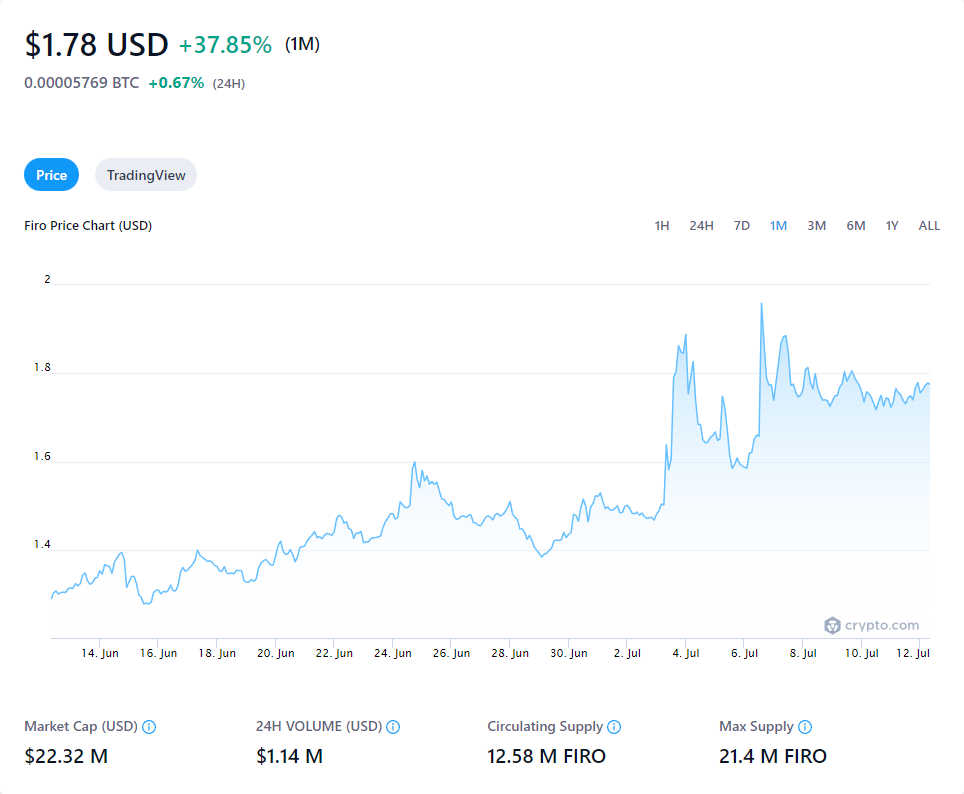 $1.78 USD +37.85% (1M)
0.00005769 BTC +0.67% (24H)
Price TradingView
Firo Price Chart (USD) 1H 24H 7D 1M 3M 6M 1Y ALL
2
1.8
1.6
1.4
crypto.com
14. Jun 16. Jun 18. Jun 20. Jun 22. Jun 24. Jun 26. Jun 28. Jun 30. Jun 2. Jul 4. Jul 6. Jul 8. Jul 10. Jul 12. Jul
Market Cap (USD) 24H VOLUME (USD) Circulating Supply Max Supply
$22.32 M $1.14 M 12.58 M FIRO 21.4 M FIRO